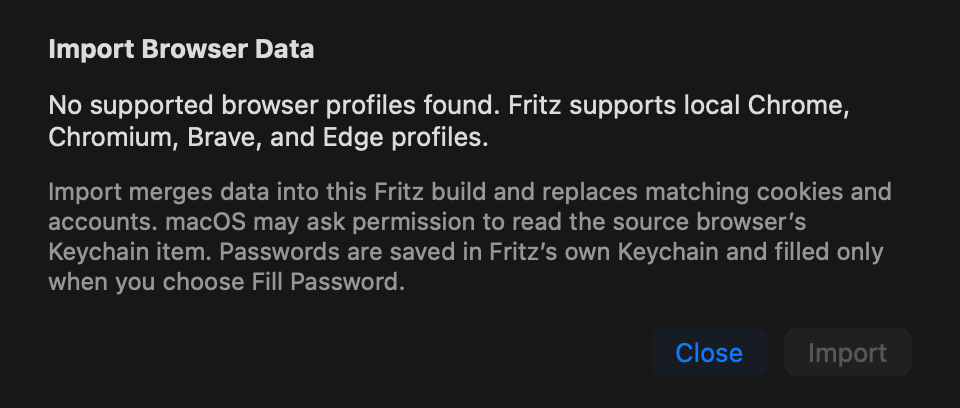 Import Browser Data
No supported browser profiles found. Fritz supports local Chrome,
Chromium, Brave, and Edge profiles.
Import merges data into this Fritz build and replaces matching cookies and
accounts. macOS may ask permission to read the source browser’s
Keychain item. Passwords are saved in Fritz’s own Keychain and filled only
when you choose Fill Password.
Close
Import